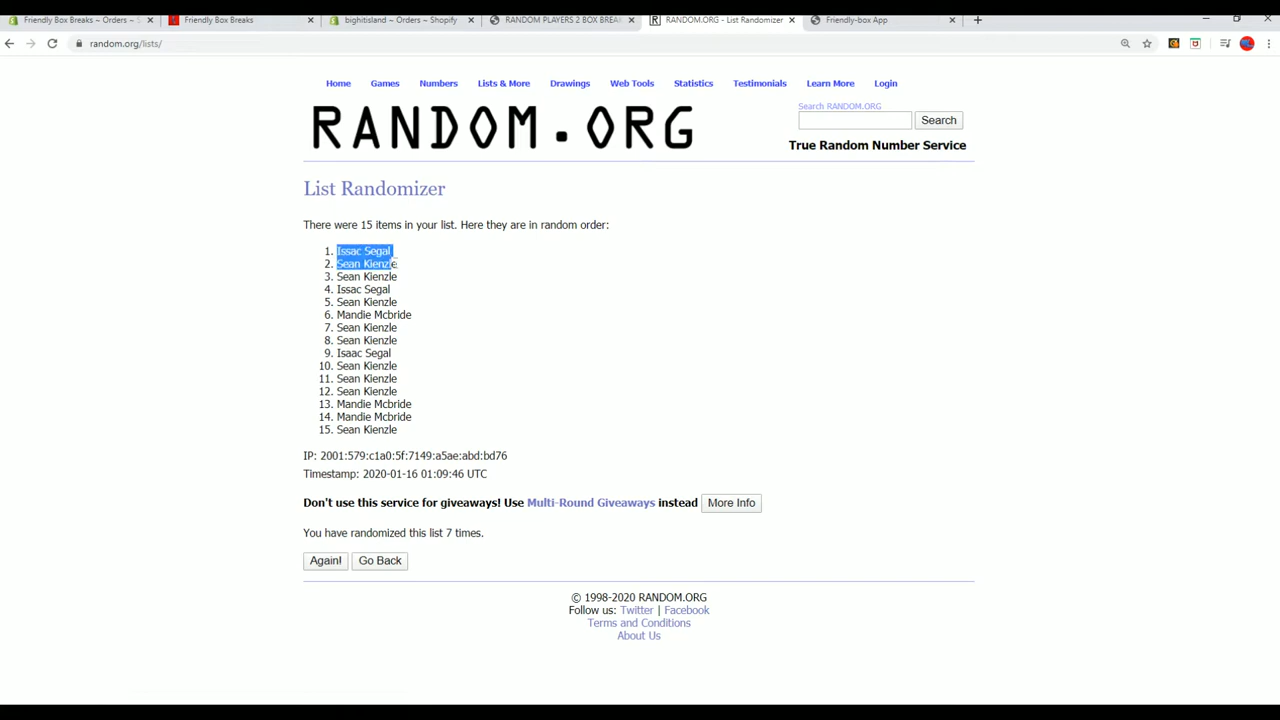 Friendly Box Breaks ~ Orders ~ S
Friendly Box Breaks
bighitisland ~ Orders ~ Shopify
RANDOM PLAYERS 2 BOX BREA
RANDOM.ORG - List Randomizer
Friendly-box App
random.org/lists/
Home Games Numbers Lists & More Drawings Web Tools Statistics Testimonials Learn More Login
RANDOM.ORG
Search RANDOM.ORG
Search
True Random Number Service
List Randomizer
There were 15 items in your list. Here they are in random order:
1. Issac Segal
2. Sean Kienzle
3. Sean Kienzle
4. Issac Segal
5. Sean Kienzle
6. Mandie Mcbride
7. Sean Kienzle
8. Sean Kienzle
9. Isaac Segal
10. Sean Kienzle
11. Sean Kienzle
12. Sean Kienzle
13. Mandie Mcbride
14. Mandie Mcbride
15. Sean Kienzle
IP: 2001:579:c1a0:5f:7149:a5ae:abd:bd76
Timestamp: 2020-01-16 01:09:46 UTC
Don't use this service for giveaways! Use Multi-Round Giveaways instead More Info
You have randomized this list 7 times.
Again! Go Back
© 1998-2020 RANDOM.ORG
Follow us: Twitter | Facebook
Terms and Conditions
About Us